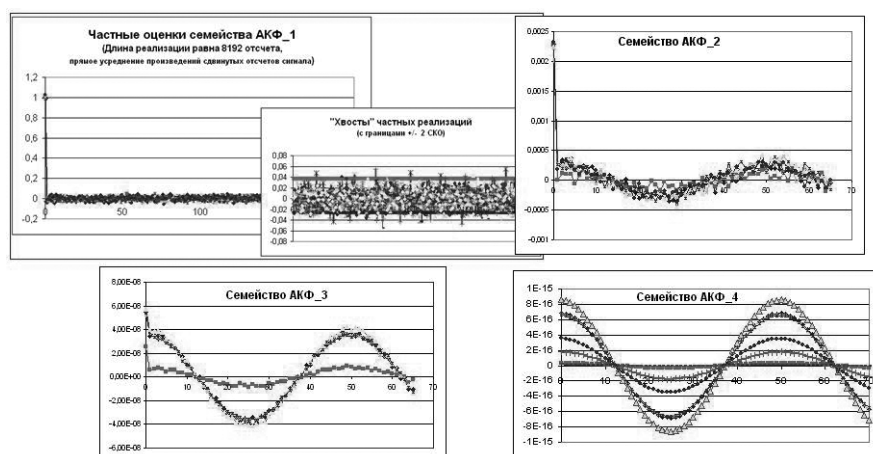 Частные оценки семейства АКФ_1
(Длина реализации равна 8192 отсчета,
прямое усреднение произведений сдвинутых отсчетов сигнала)
1,2
1
0,8
0,6
0,4
0,2
0
-0,2
0
50
100
"Хвосты" частных реализаций
(с границами +/- 2 СКО)
0,08
0,06
0,04
0,02
0,00
-0,02
-0,04
-0,06
-0,08
Семейство АКФ_2
0,0025
0,002
0,0015
0,001
0,0005
0
-0,0005
-0,001
0
10
20
30
40
50
60
70
Семейство АКФ_3
8,00E-08
6,00E-08
4,00E-08
2,00E-08
0,00E+00
-2,00E-08
-4,00E-08
-6,00E-08
0
10
20
30
40
50
60
70
Семейство АКФ_4
1E-15
8E-16
6E-16
4E-16
2E-16
0
-2E-16
-4E-16
-6E-16
-8E-16
-1E-15
0
10
20
30
40
50
60
70